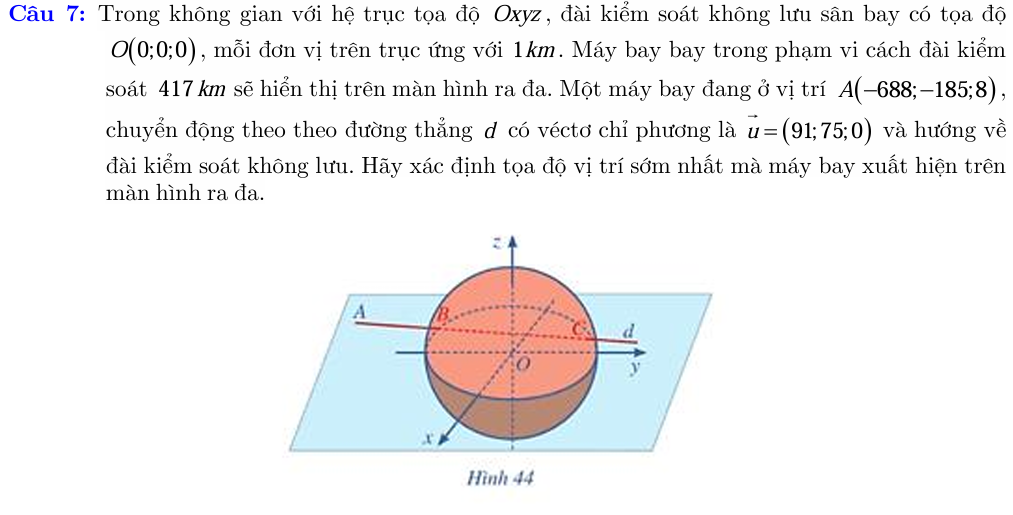 Câu 7: Trong không gian với hệ trục tọa độ Oxyz, đài kiểm soát không lưu sân bay có tọa độ
O(0;0;0), mỗi đơn vị trên trục ứng với 1km. Máy bay bay trong phạm vi cách đài kiểm
soát 417 km sẽ hiển thị trên màn hình ra đa. Một máy bay đang ở vị trí A(−688;−185;8),
chuyển động theo theo đường thẳng d có véctơ chỉ phương là u⃗ = (91;75;0) và hướng về
đài kiểm soát không lưu. Hãy xác định tọa độ vị trí sớm nhất mà máy bay xuất hiện trên
màn hình ra đa.
z
A
B
C
d
O
y
x
Hình 44